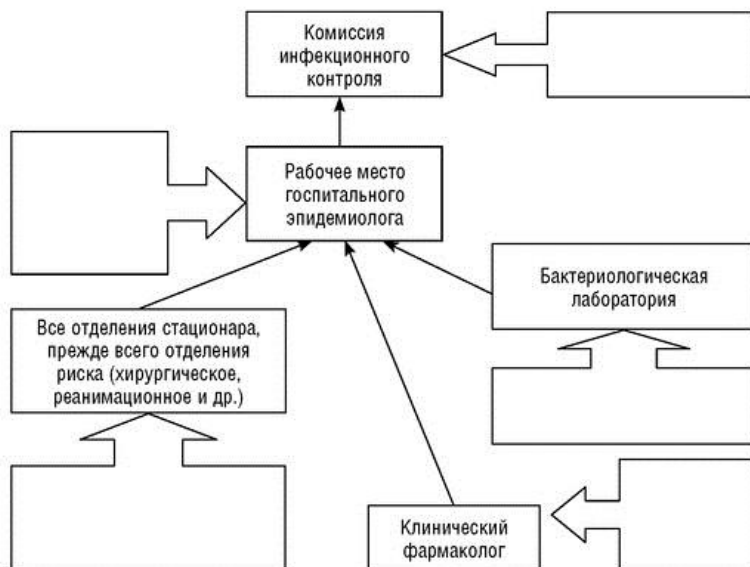 Комиссия
инфекционного
контроля
Рабочее место
госпитального
эпидемиолога
Бактериологическая
лаборатория
Все отделения стационара,
прежде всего отделения
риска (хирургическое,
реанимационное и др.)
Клинический
фармаколог